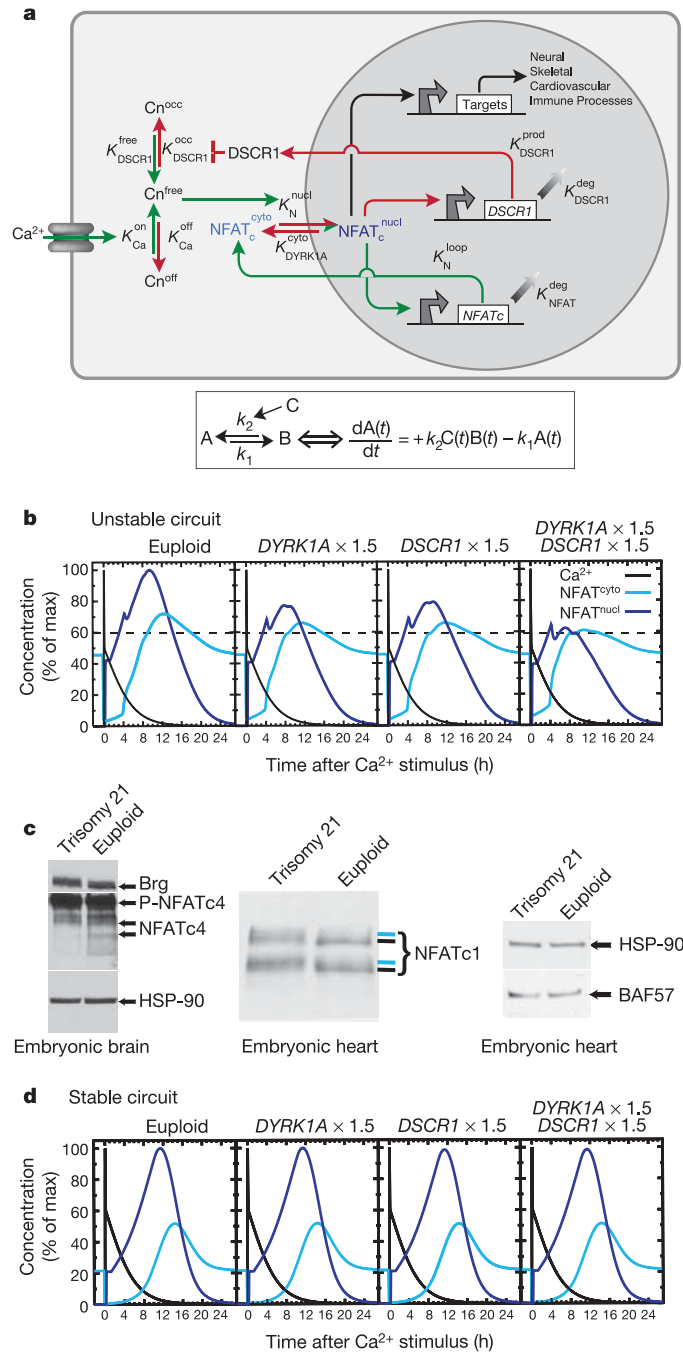 a
Neural
Skeletal
Cardiovascular
Immune Processes
Targets
Cn^occ
K^free_DSCR1
K^occ_DSCR1
DSCR1
K^prod_DSCR1
Cn^free
K^nucl_N
K^deg_DSCR1
DSCR1
Ca2+
K^on_Ca
K^off_Ca
NFAT_c^cyto
K^cyto_DYRK1A
NFAT_c^nucl
Cn^off
K^loop_N
K^deg_NFAT
NFATc
C
k2
A
k1
B
dA(t)/dt = +k2C(t)B(t) − k1A(t)
b
Unstable circuit
Euploid
DYRK1A × 1.5
DSCR1 × 1.5
DYRK1A × 1.5
DSCR1 × 1.5
Ca2+
NFAT^cyto
NFAT^nucl
Concentration
(% of max)
100
80
60
40
20
0
0 4 8 12 16 20 24
0 4 8 12 16 20 24
0 4 8 12 16 20 24
0 4 8 12 16 20 24
Time after Ca2+ stimulus (h)
c
Trisomy 21
Euploid
Brg
P-NFATc4
NFATc4
HSP-90
Embryonic brain
Trisomy 21
Euploid
NFATc1
Embryonic heart
Trisomy 21
Euploid
HSP-90
BAF57
Embryonic heart
d
Stable circuit
Euploid
DYRK1A × 1.5
DSCR1 × 1.5
DYRK1A × 1.5
DSCR1 × 1.5
Concentration
(% of max)
100
80
60
40
20
0
0 4 8 12 16 20 24
0 4 8 12 16 20 24
0 4 8 12 16 20 24
0 4 8 12 16 20 24
Time after Ca2+ stimulus (h)